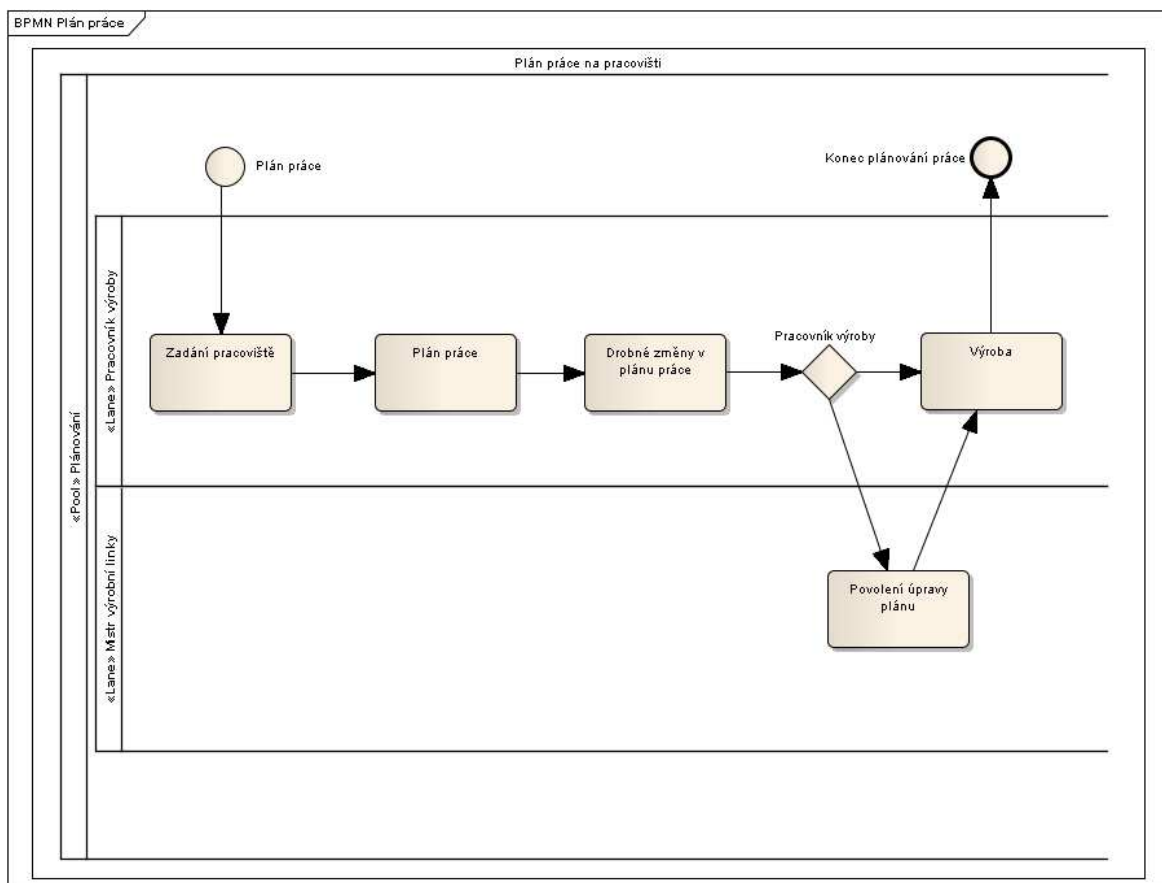 BPMN Plán práce
Plán práce na pracovišti
«Pool» Plánování
Plán práce
Konec plánování práce
«Lane» Pracovník výroby
Zadání pracoviště
Plán práce
Drobné změny v
plánu práce
Pracovník výroby
Výroba
«Lane» Mistr výrobní linky
Povolení úpravy
plánu